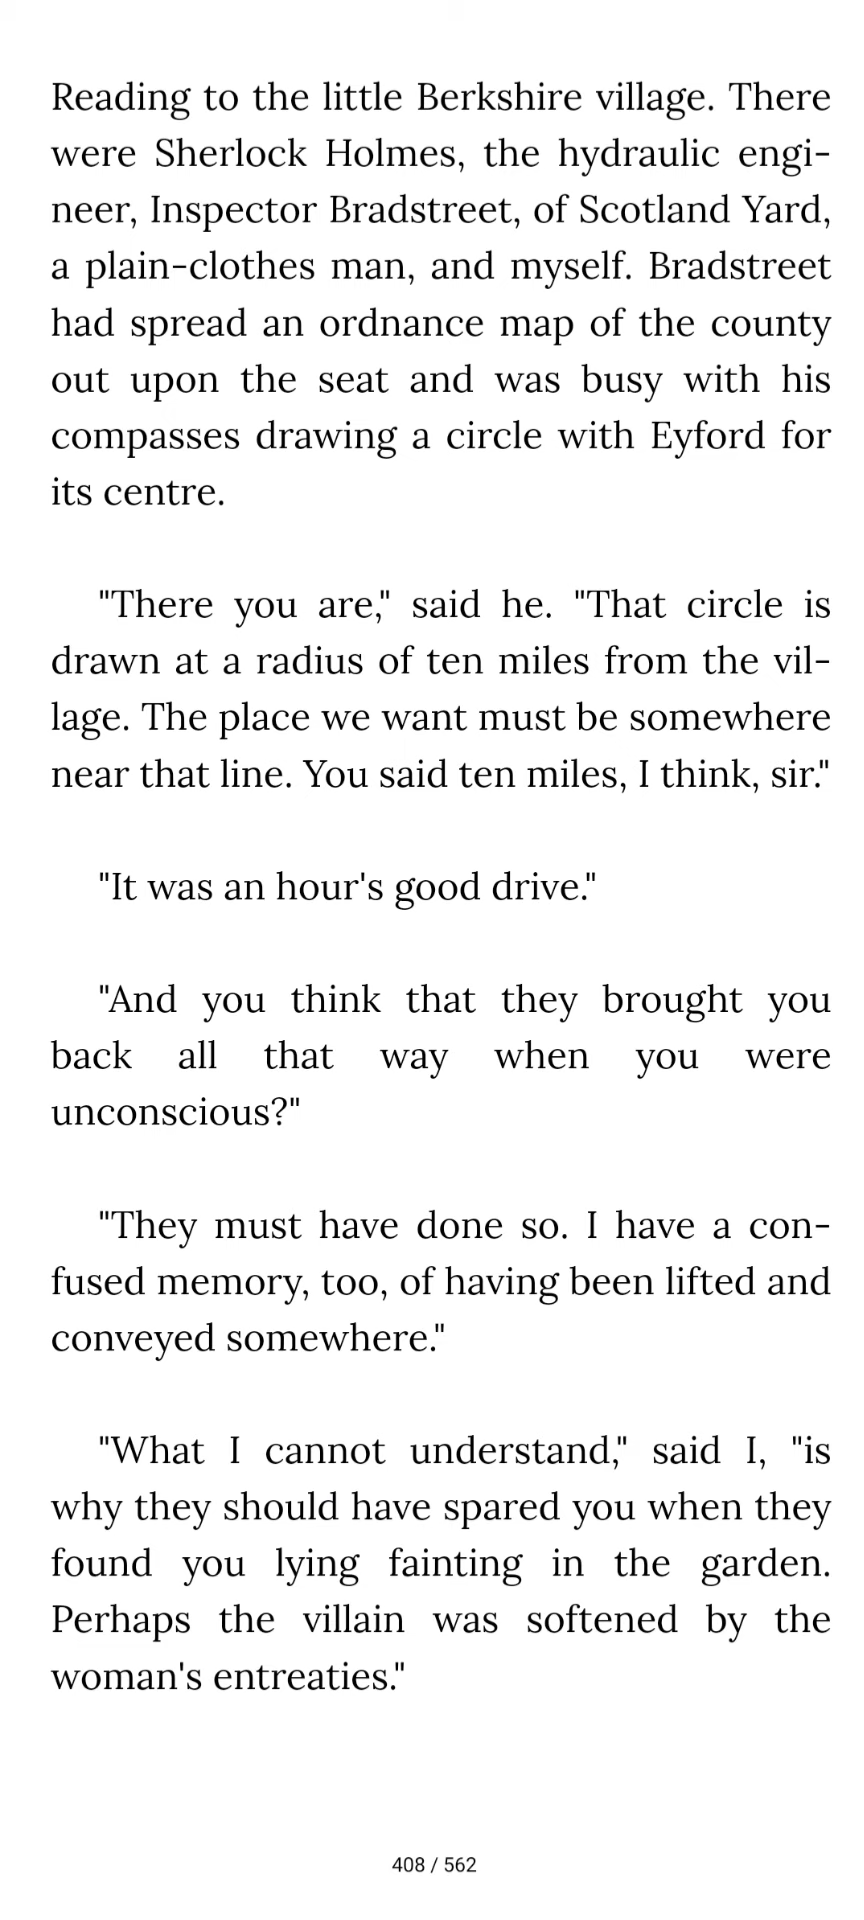 Reading to the little Berkshire village. There
were Sherlock Holmes, the hydraulic engi-
neer, Inspector Bradstreet, of Scotland Yard,
a plain-clothes man, and myself. Bradstreet
had spread an ordnance map of the county
out upon the seat and was busy with his
compasses drawing a circle with Eyford for
its centre.
"There you are," said he. "That circle is
drawn at a radius of ten miles from the vil-
lage. The place we want must be somewhere
near that line. You said ten miles, I think, sir."
"It was an hour's good drive."
"And you think that they brought you
back all that way when you were
unconscious?"
"They must have done so. I have a con-
fused memory, too, of having been lifted and
conveyed somewhere."
"What I cannot understand," said I, "is
why they should have spared you when they
found you lying fainting in the garden.
Perhaps the villain was softened by the
woman's entreaties."
408 / 562